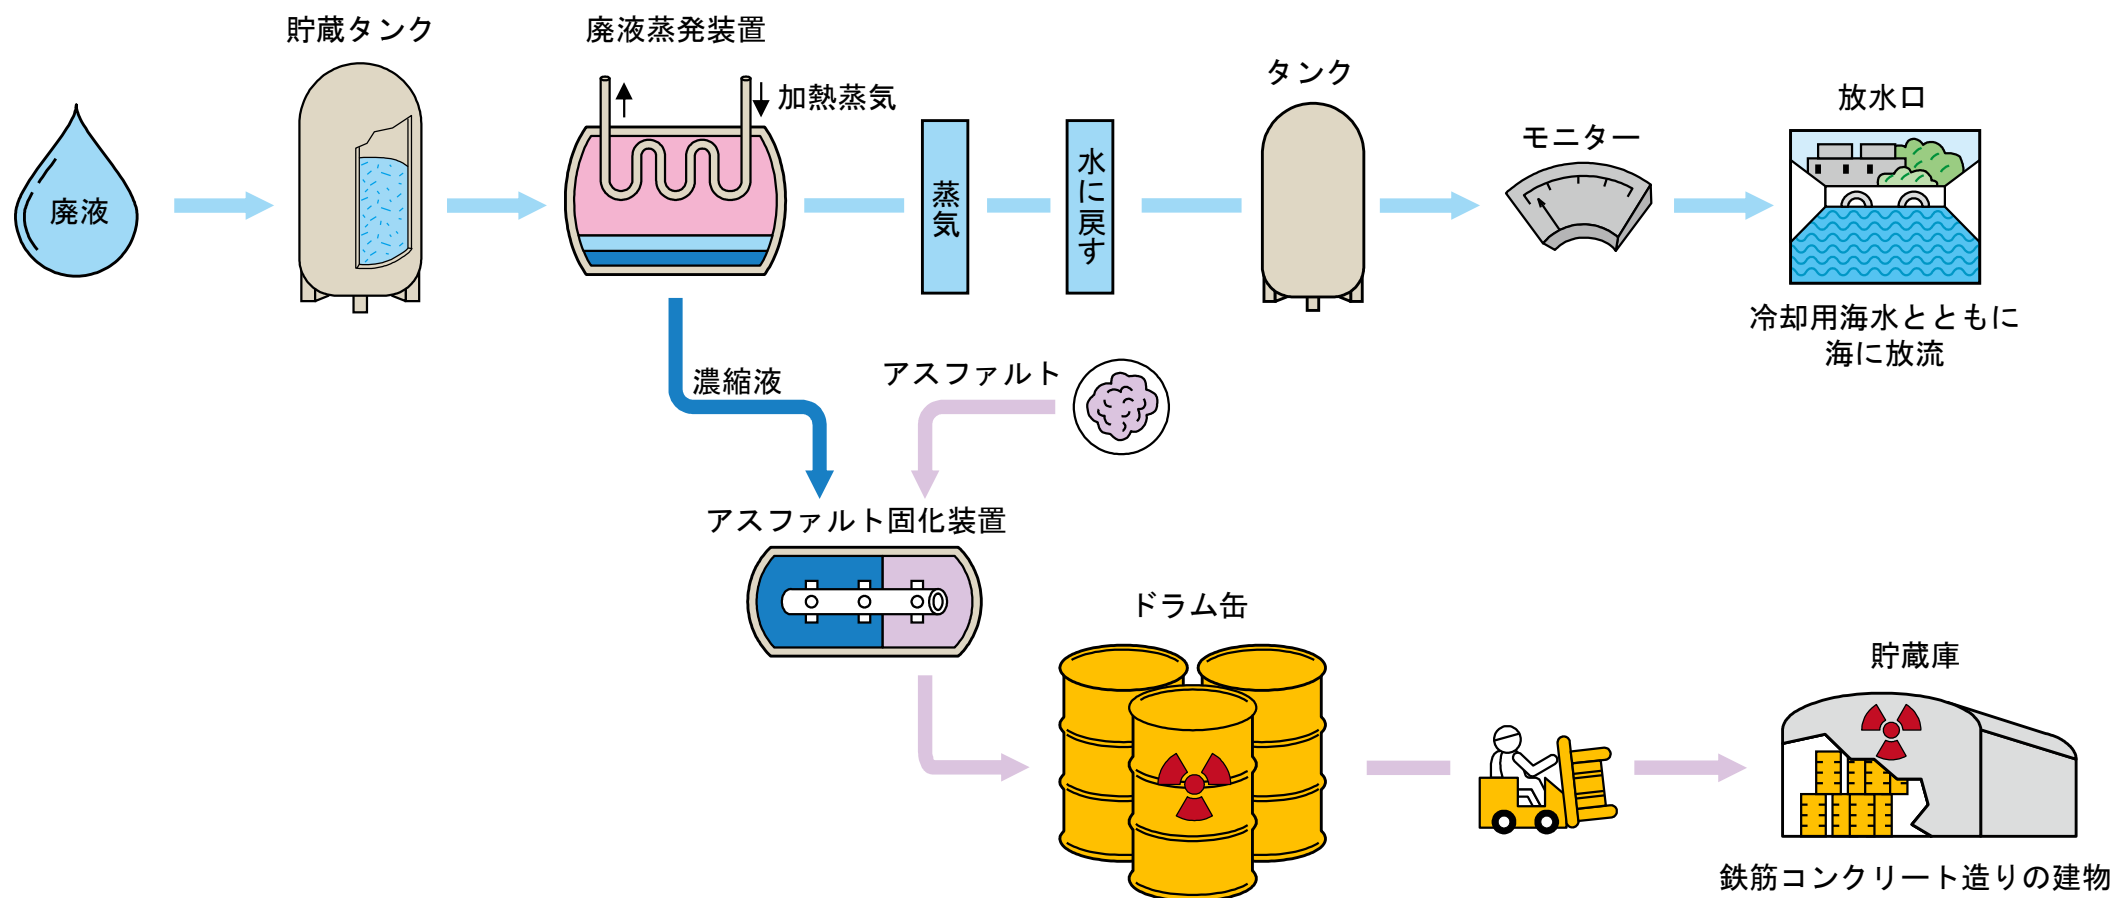 貯蔵タンク
廃液蒸発装置
加熱蒸気
タンク
モニター
放水口
廃液
蒸気
水に戻す
冷却用海水とともに
海に放流
濃縮液
アスファルト
アスファルト固化装置
ドラム缶
貯蔵庫
鉄筋コンクリート造りの建物